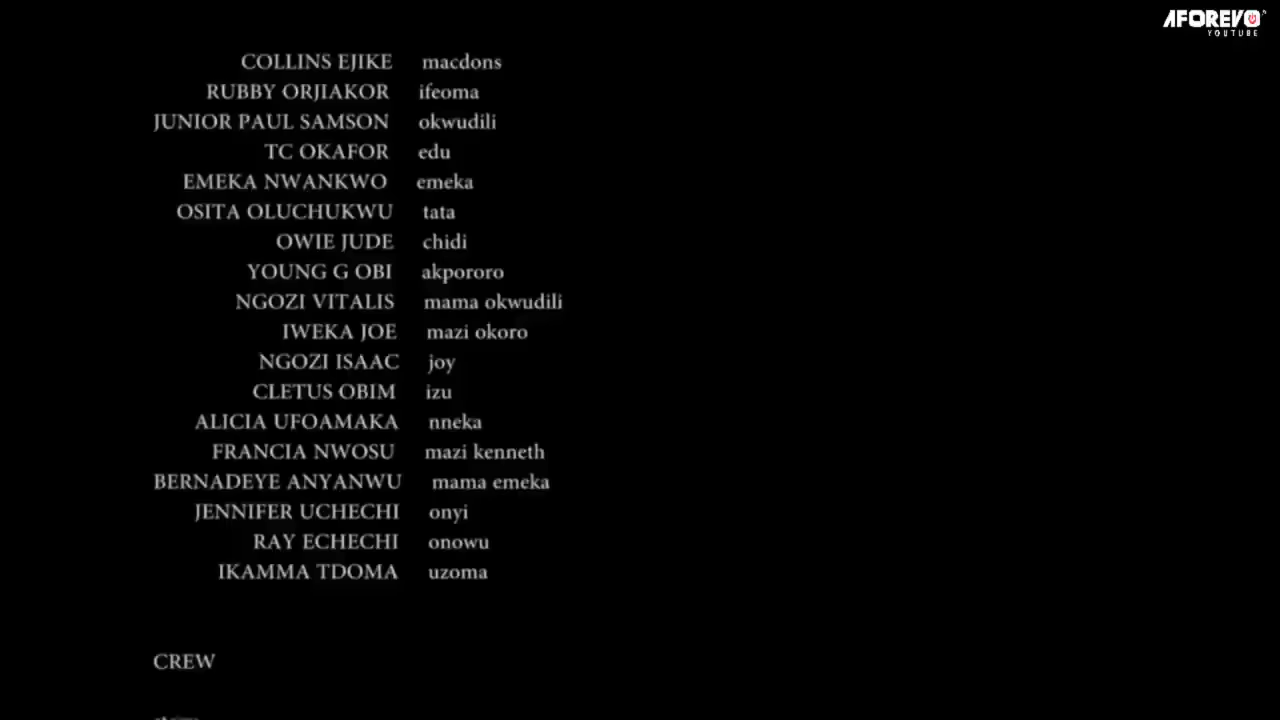 AFOREVO
YOUTUBE
COLLINS EJIKE macdons
RUBBY ORJIAKOR ifeoma
JUNIOR PAUL SAMSON okwudili
TC OKAFOR edu
EMEKA NWANKWO emeka
OSITA OLUCHUKWU tata
OWIE JUDE chidi
YOUNG G OBI akpororo
NGOZI VITALIS mama okwudili
IWEKA JOE mazi okoro
NGOZI ISAAC joy
CLETUS OBIM izu
ALICIA UFOAMAKA nneka
FRANCIA NWOSU mazi kenneth
BERNADEYE ANYANWU mama emeka
JENNIFER UCHECHI onyi
RAY ECHECHI onowu
IKAMMA TDOMA uzoma
CREW